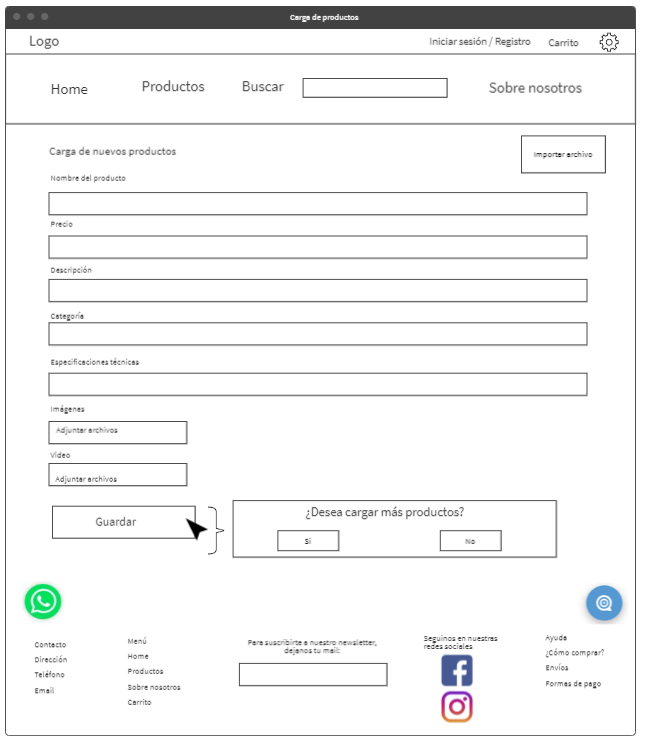 Carga de productos
Logo
Iniciar sesión / Registro
Carrito
Home
Productos
Buscar
Sobre nosotros
Carga de nuevos productos
Importar archivo
Nombre del producto
Precio
Descripción
Categoría
Especificaciones técnicas
Imágenes
Adjuntar archivos
Video
Adjuntar archivos
Guardar
¿Desea cargar más productos?
Si
No
Contacto
Dirección
Teléfono
Email
Menú
Home
Productos
Sobre nosotros
Carrito
Para suscribirte a nuestro newsletter,
dejanos tu mail:
Seguinos en nuestras
redes sociales
Ayuda
¿Cómo comprar?
Envíos
Formas de pago